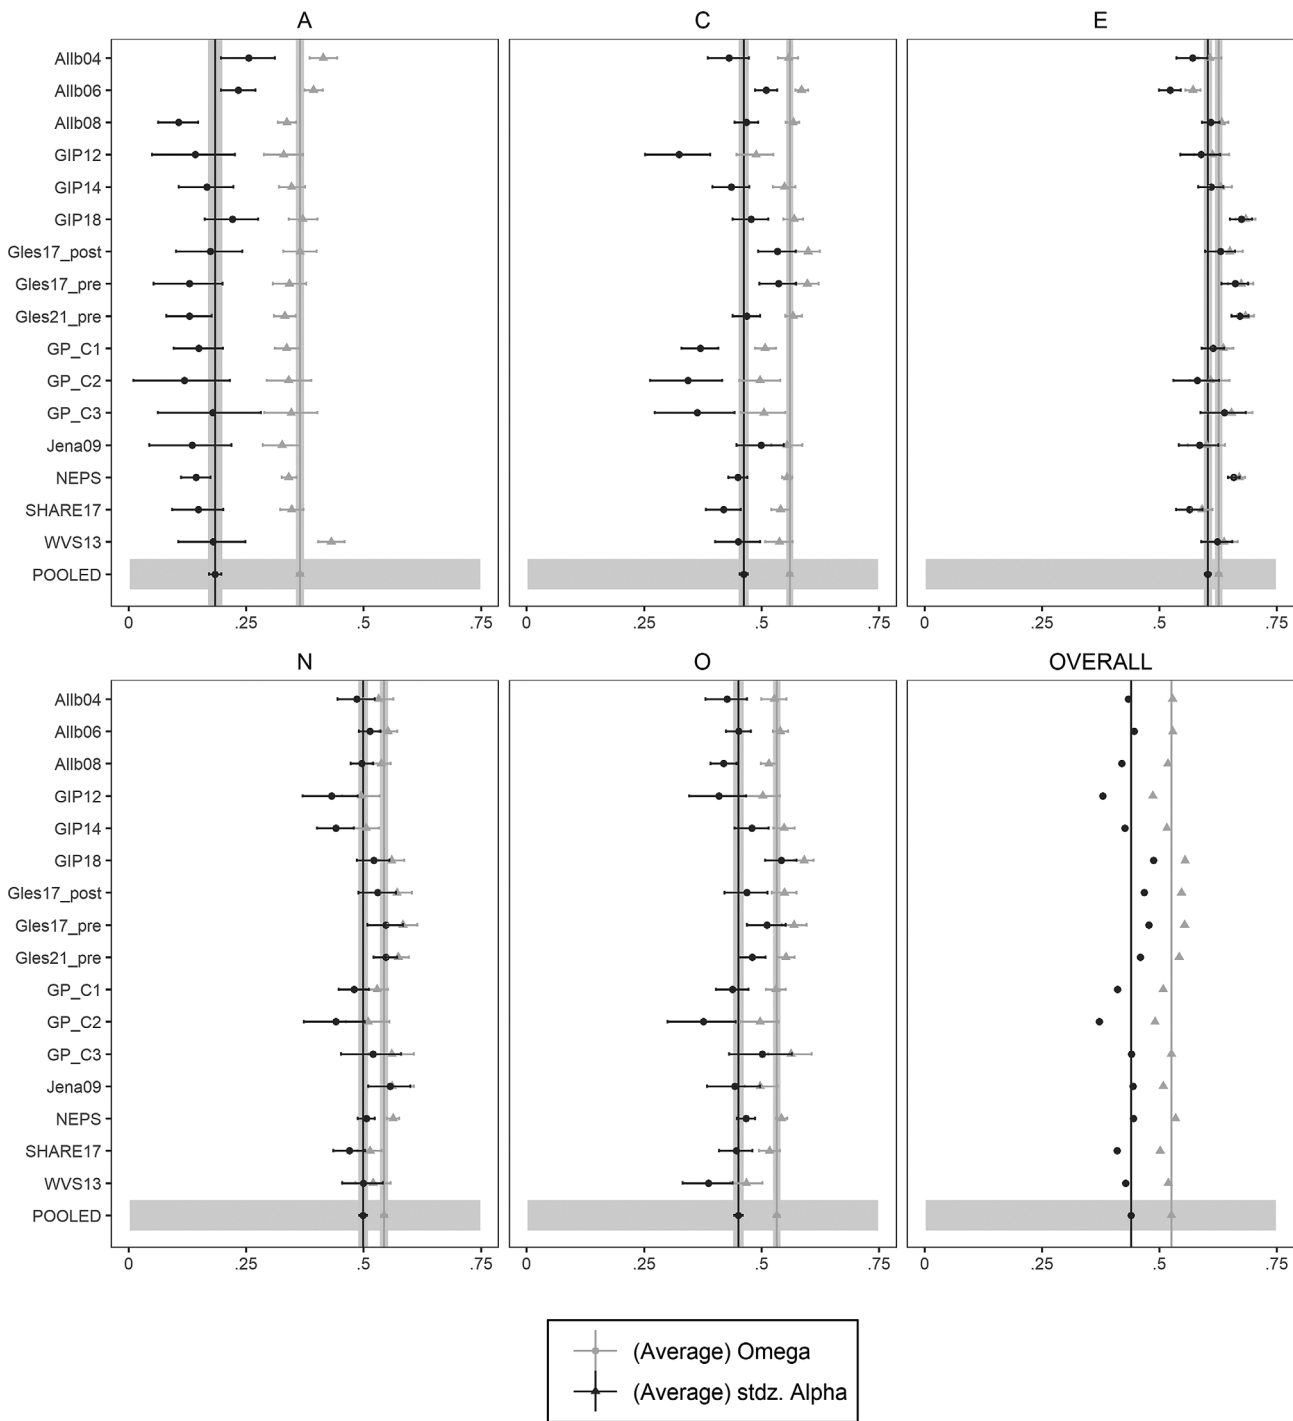 A C E
Allb04
Allb06
Allb08
GIP12
GIP14
GIP18
Gles17_post
Gles17_pre
Gles21_pre
GP_C1
GP_C2
GP_C3
Jena09
NEPS
SHARE17
WVS13
POOLED
0 .25 .5 .75 0 .25 .5 .75 0 .25 .5 .75
N O OVERALL
Allb04
Allb06
Allb08
GIP12
GIP14
GIP18
Gles17_post
Gles17_pre
Gles21_pre
GP_C1
GP_C2
GP_C3
Jena09
NEPS
SHARE17
WVS13
POOLED
0 .25 .5 .75 0 .25 .5 .75 0 .25 .5 .75
(Average) Omega
(Average) stdz. Alpha